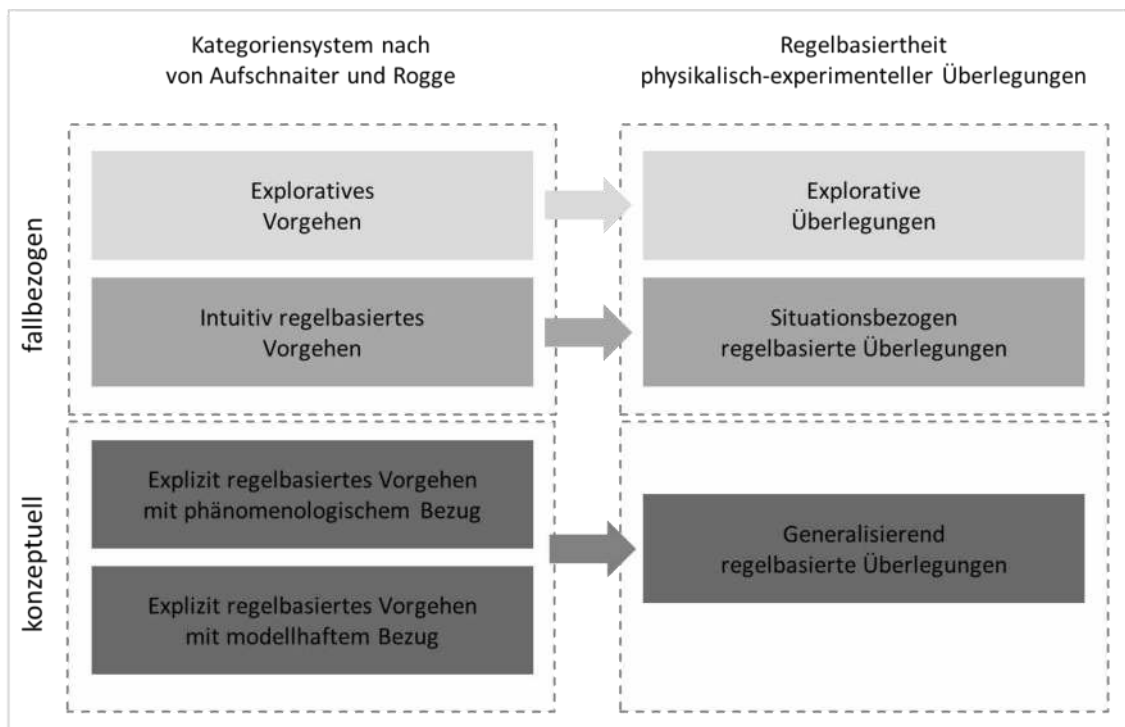 Kategoriensystem nach
von Aufschnaiter und Rogge
Regelbasiertheit
physikalisch-experimenteller Überlegungen
fallbezogen
Exploratives
Vorgehen
Explorative
Überlegungen
Intuitiv regelbasiertes
Vorgehen
Situationsbezogen
regelbasierte Überlegungen
konzeptuell
Explizit regelbasiertes Vorgehen
mit phänomenologischem Bezug
Explizit regelbasiertes Vorgehen
mit modellhaftem Bezug
Generalisierend
regelbasierte Überlegungen